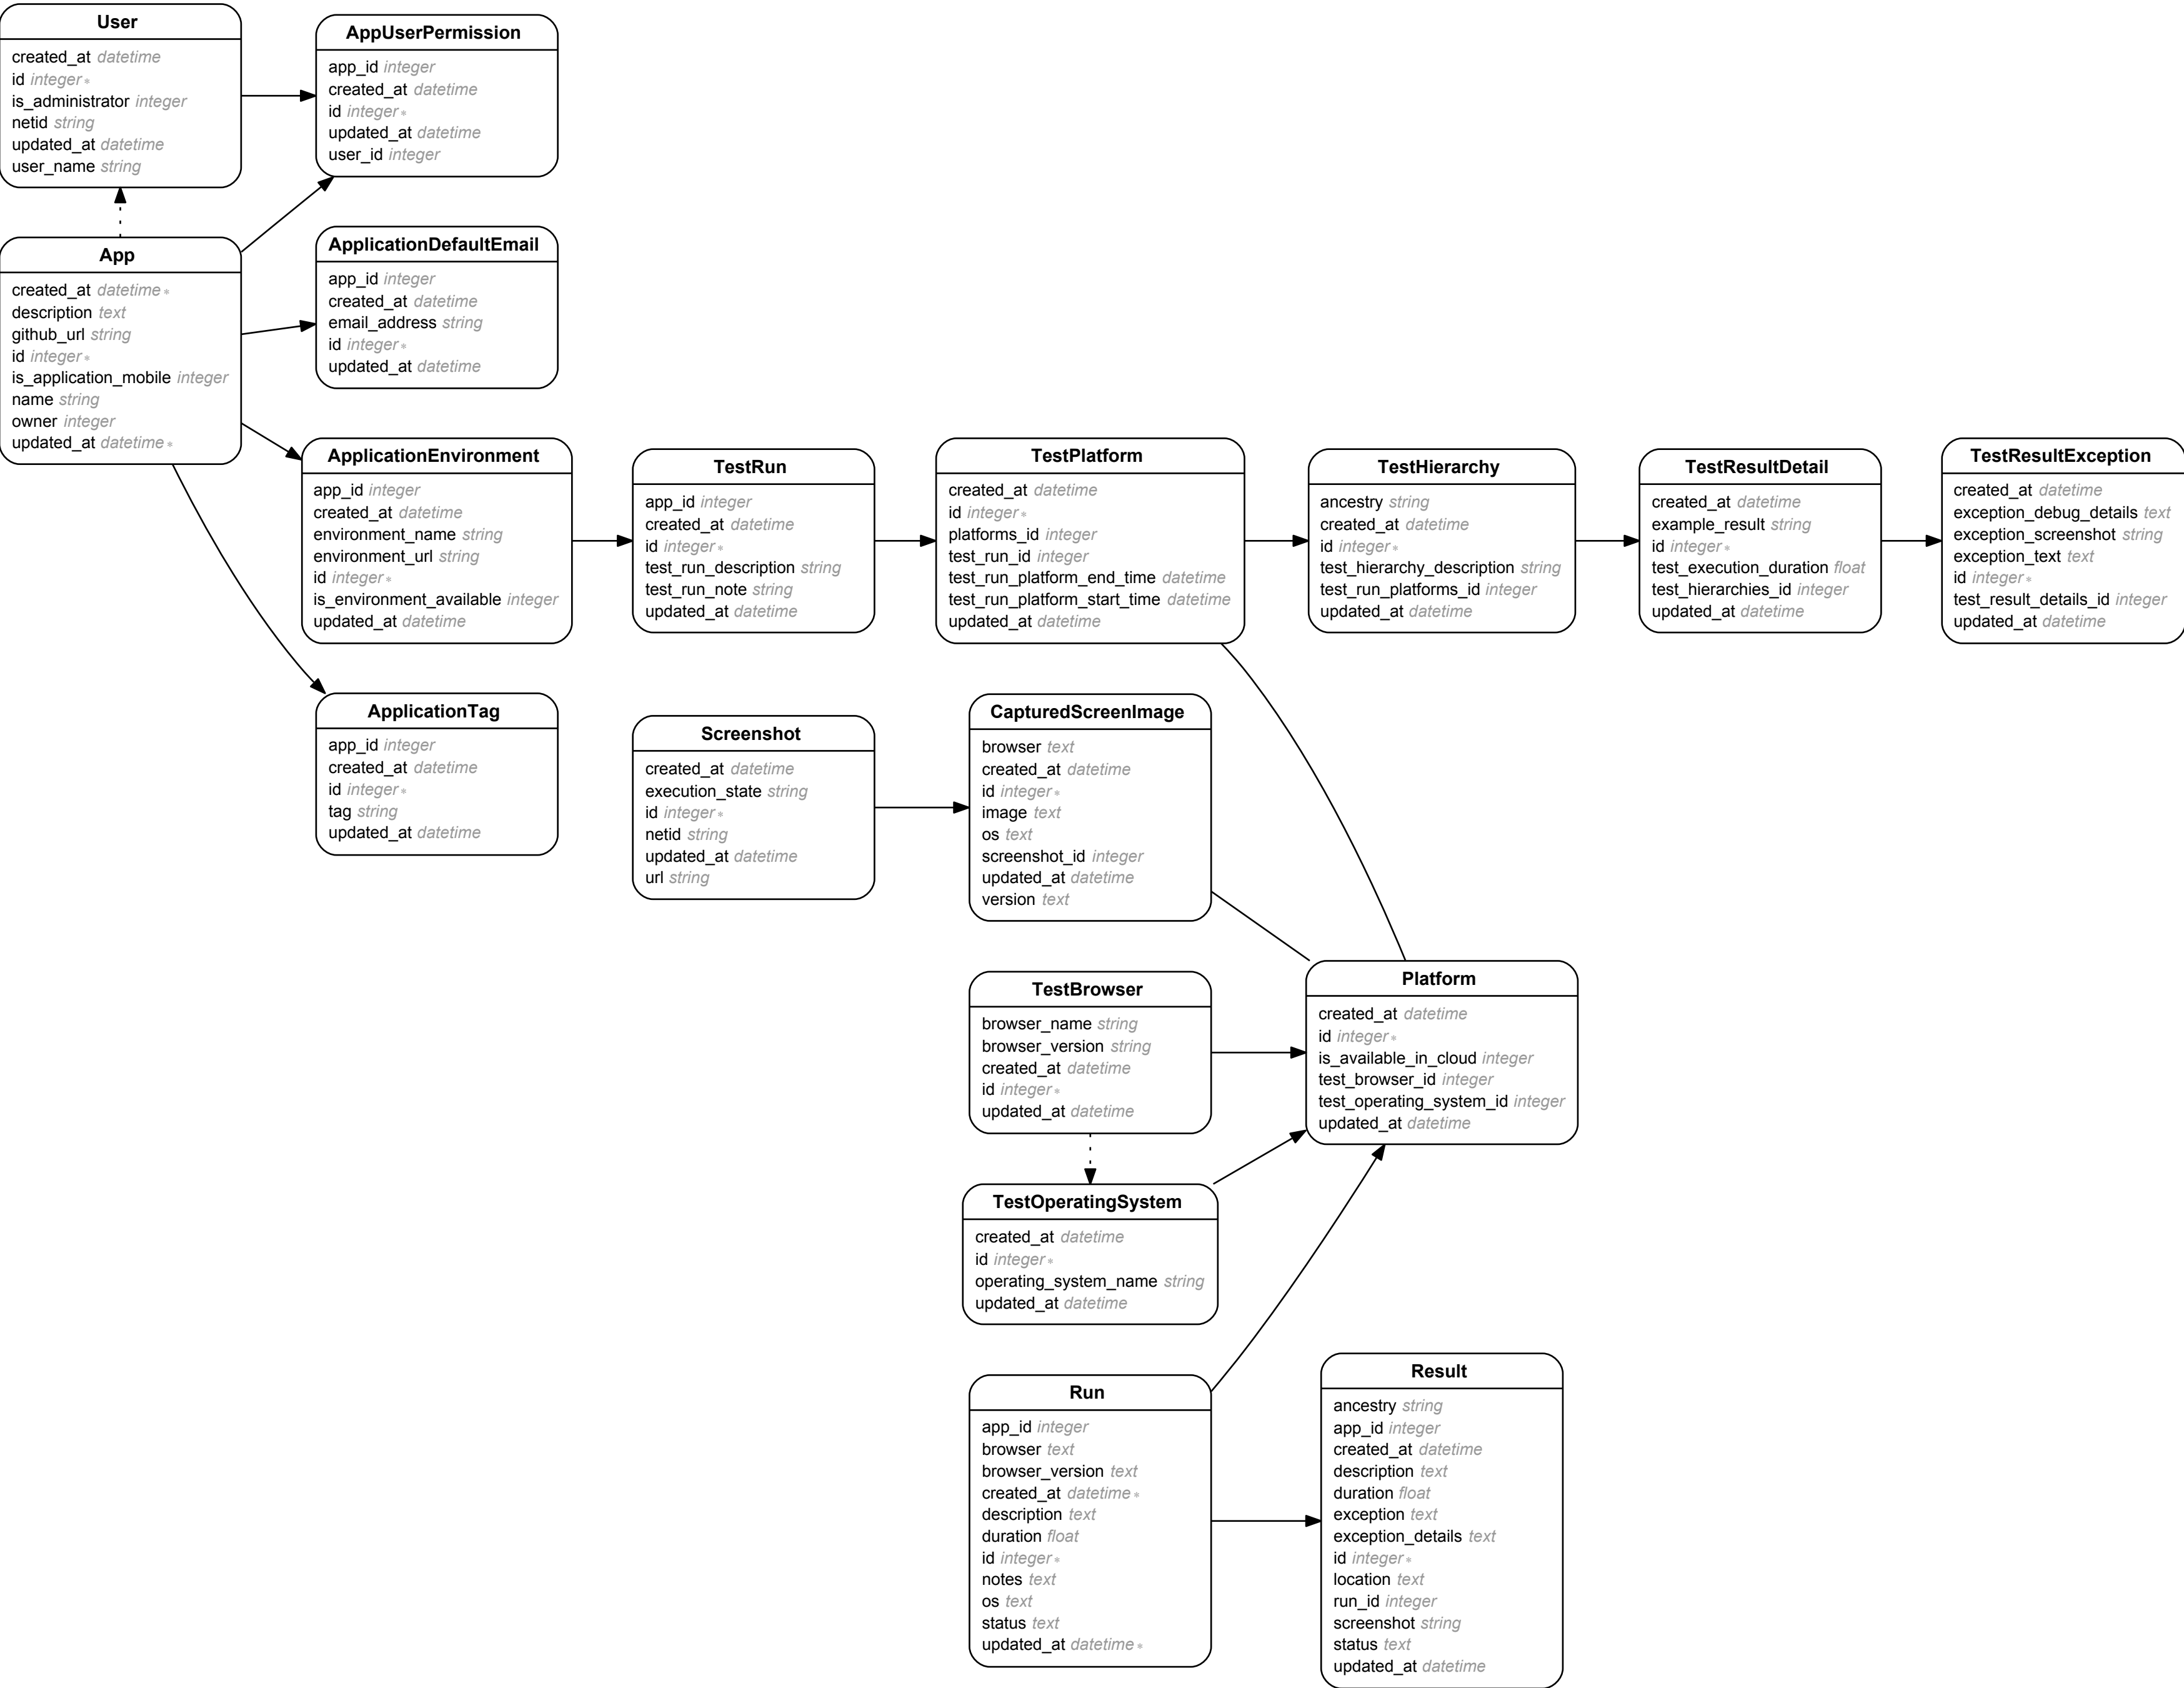 User
created_at datetime
id integer *
is_administrator integer
netid string
updated_at datetime
user_name string
AppUserPermission
app_id integer
created_at datetime
id integer *
updated_at datetime
user_id integer
App
created_at datetime *
description text
github_url string
id integer *
is_application_mobile integer
name string
owner integer
updated_at datetime *
ApplicationDefaultEmail
app_id integer
created_at datetime
email_address string
id integer *
updated_at datetime
ApplicationEnvironment
app_id integer
created_at datetime
environment_name string
environment_url string
id integer *
is_environment_available integer
updated_at datetime
TestRun
app_id integer
created_at datetime
id integer *
test_run_description string
test_run_note string
updated_at datetime
TestPlatform
created_at datetime
id integer *
platforms_id integer
test_run_id integer
test_run_platform_end_time datetime
test_run_platform_start_time datetime
updated_at datetime
TestHierarchy
ancestry string
created_at datetime
id integer *
test_hierarchy_description string
test_run_platforms_id integer
updated_at datetime
TestResultDetail
created_at datetime
example_result string
id integer *
test_execution_duration float
test_hierarchies_id integer
updated_at datetime
TestResultException
created_at datetime
exception_debug_details text
exception_screenshot string
exception_text text
id integer *
test_result_details_id integer
updated_at datetime
ApplicationTag
app_id integer
created_at datetime
id integer *
tag string
updated_at datetime
Screenshot
created_at datetime
execution_state string
id integer *
netid string
updated_at datetime
url string
CapturedScreenImage
browser text
created_at datetime
id integer *
image text
os text
screenshot_id integer
updated_at datetime
version text
TestBrowser
browser_name string
browser_version string
created_at datetime
id integer *
updated_at datetime
Platform
created_at datetime
id integer *
is_available_in_cloud integer
test_browser_id integer
test_operating_system_id integer
updated_at datetime
TestOperatingSystem
created_at datetime
id integer *
operating_system_name string
updated_at datetime
Run
app_id integer
browser text
browser_version text
created_at datetime *
description text
duration float
id integer *
notes text
os text
status text
updated_at datetime *
Result
ancestry string
app_id integer
created_at datetime
description text
duration float
exception text
exception_details text
id integer *
location text
run_id integer
screenshot string
status text
updated_at datetime